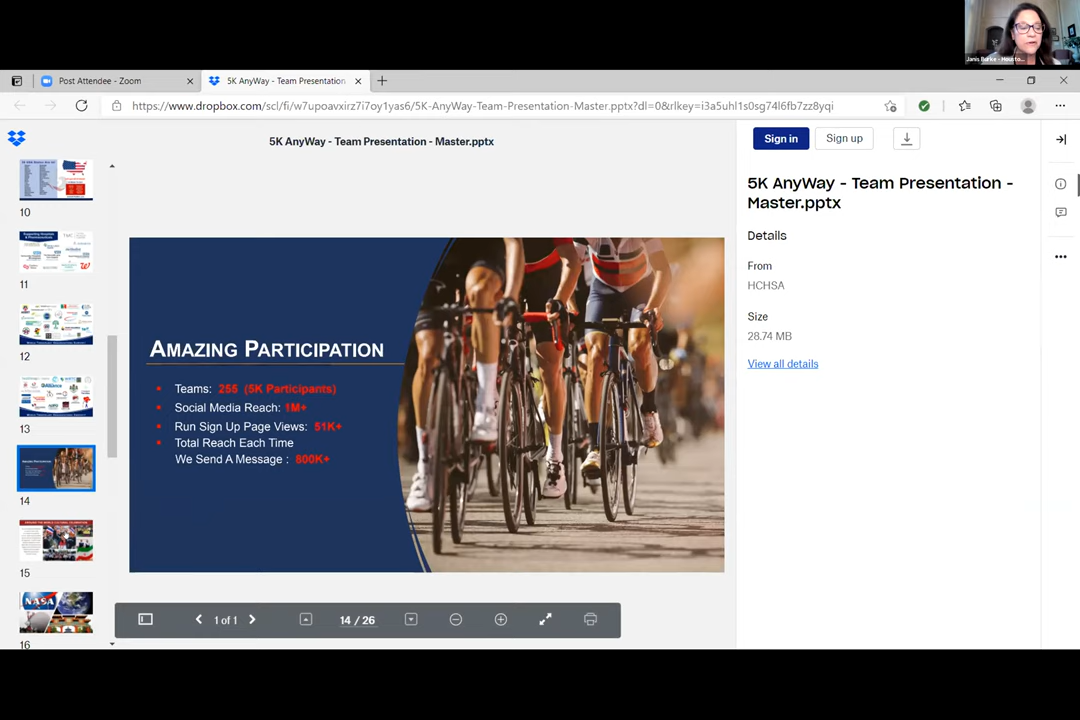 Janis Burke - Housto...
Post Attendee - Zoom
5K AnyWay - Team Presentation
https://www.dropbox.com/scl/fi/w7upoavxirz7i7oy1yas6/5K-AnyWay-Team-Presentation-Master.pptx?dl=0&rlkey=i3a5uhl1s0sg74l6fb7zz8yqi
5K AnyWay - Team Presentation - Master.pptx
Sign in
Sign up
5K AnyWay - Team Presentation -
Master.pptx
Details
From
HCHSA
Size
28.74 MB
View all details
10
11
12
13
14
15
NASA
16
AMAZING PARTICIPATION
Teams: 255 (5K Participants)
Social Media Reach: 1M+
Run Sign Up Page Views: 51K+
Total Reach Each Time
We Send A Message : 800K+
1 of 1
14 / 26